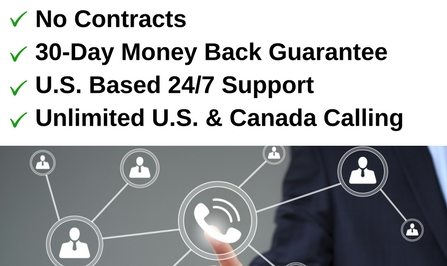 No Contracts
30-Day Money Back Guarantee
U.S. Based 24/7 Support
Unlimited U.S. & Canada Calling